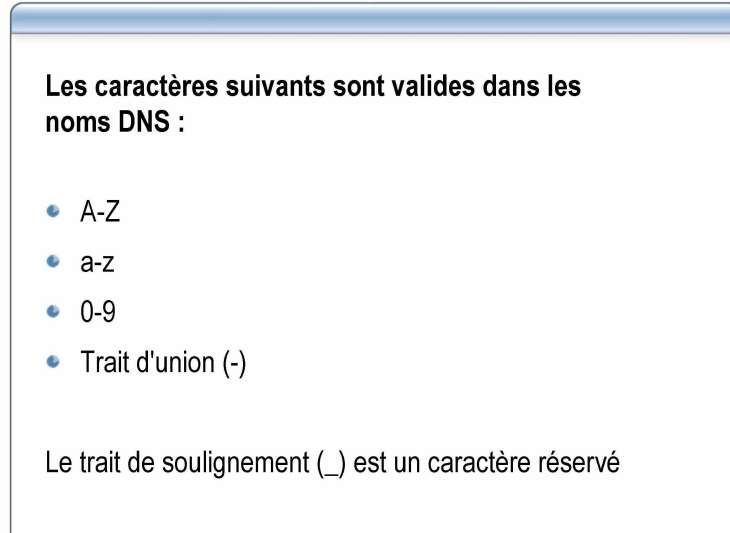 Les caractères suivants sont valides dans les
noms DNS :
A-Z
a-z
0-9
Trait d'union (-)
Le trait de soulignement (_) est un caractère réservé